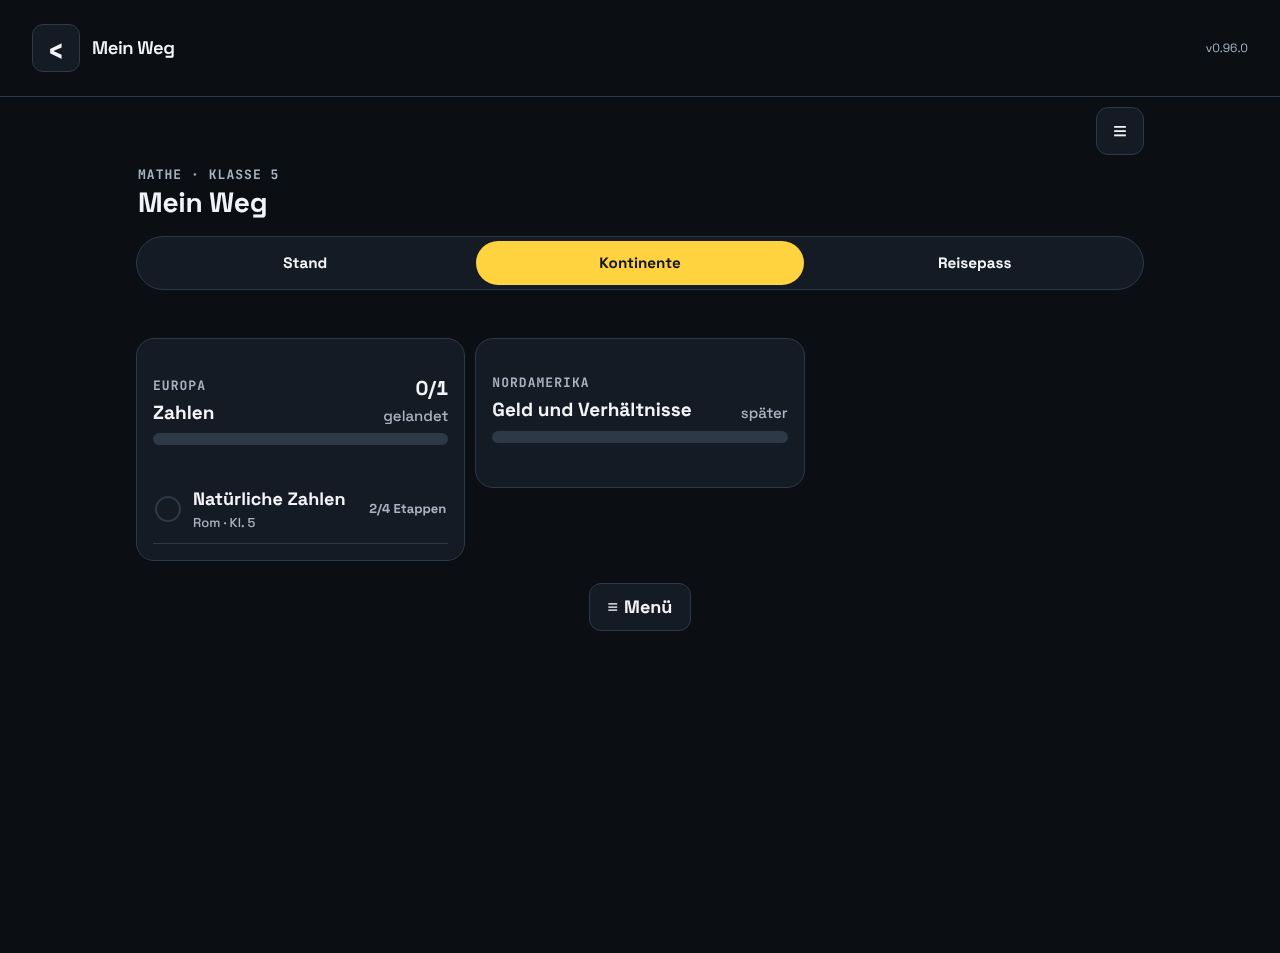 < Mein Weg
v0.96.0
≡
MATHE · KLASSE 5
Mein Weg
Stand
Kontinente
Reisepass
EUROPA
0/1
Zahlen
gelandet
Natürliche Zahlen
Rom · Kl. 5
2/4 Etappen
NORDAMERIKA
Geld und Verhältnisse
später
≡ Menü